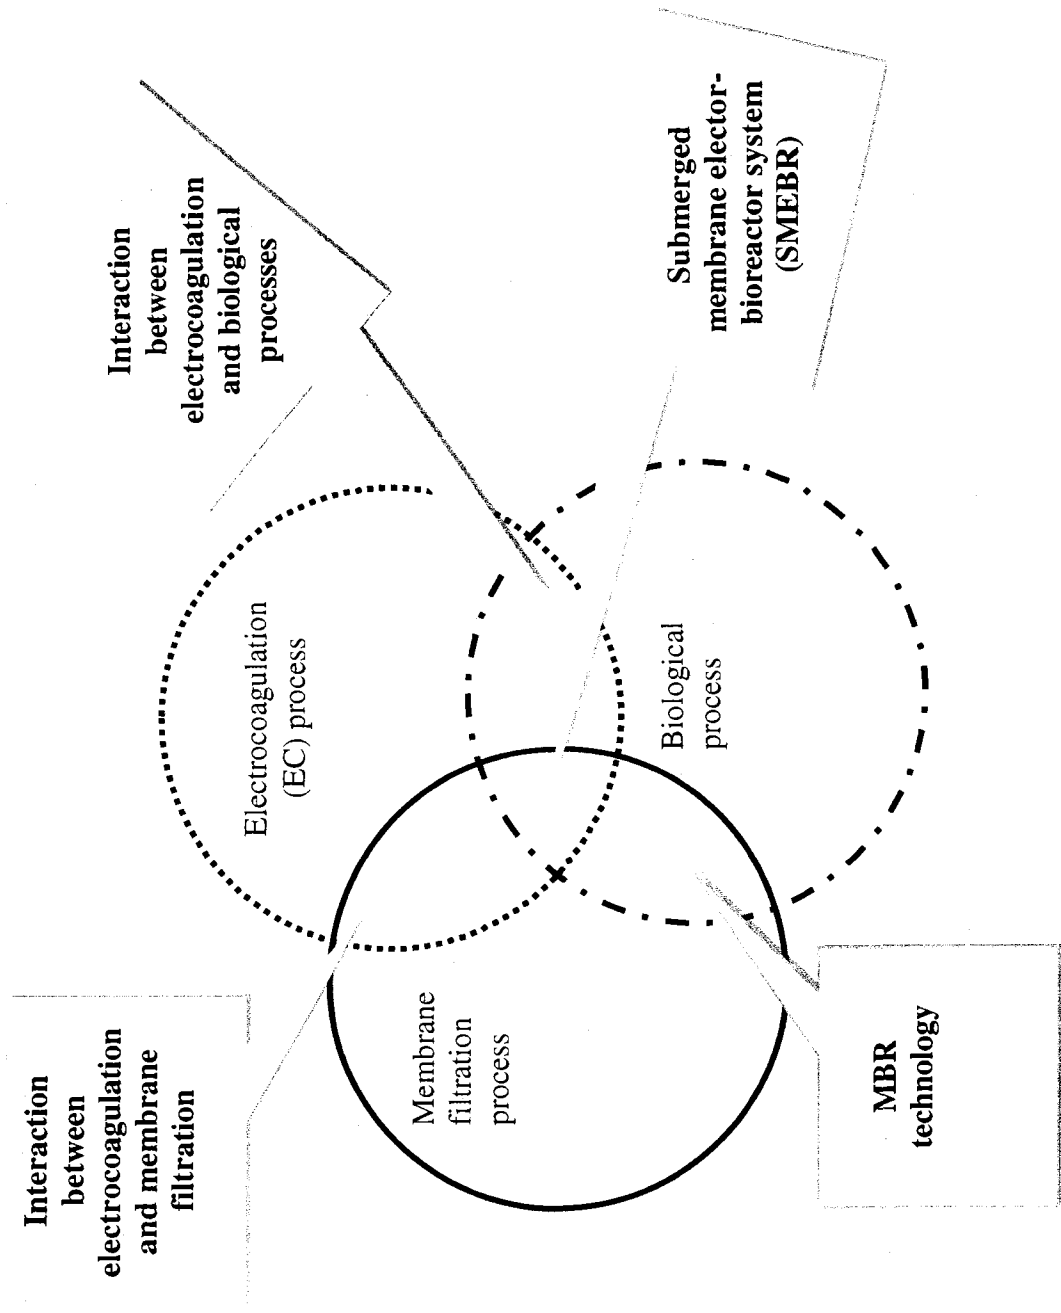 Interaction
between
electrocoagulation
and membrane
filtration
Interaction
between
electrocoagulation
and biological
processes
Electrocoagulation
(EC) process
Membrane
filtration
process
Biological
process
MBR
technology
Submerged
membrane elector-
bioreactor system
(SMEBR)